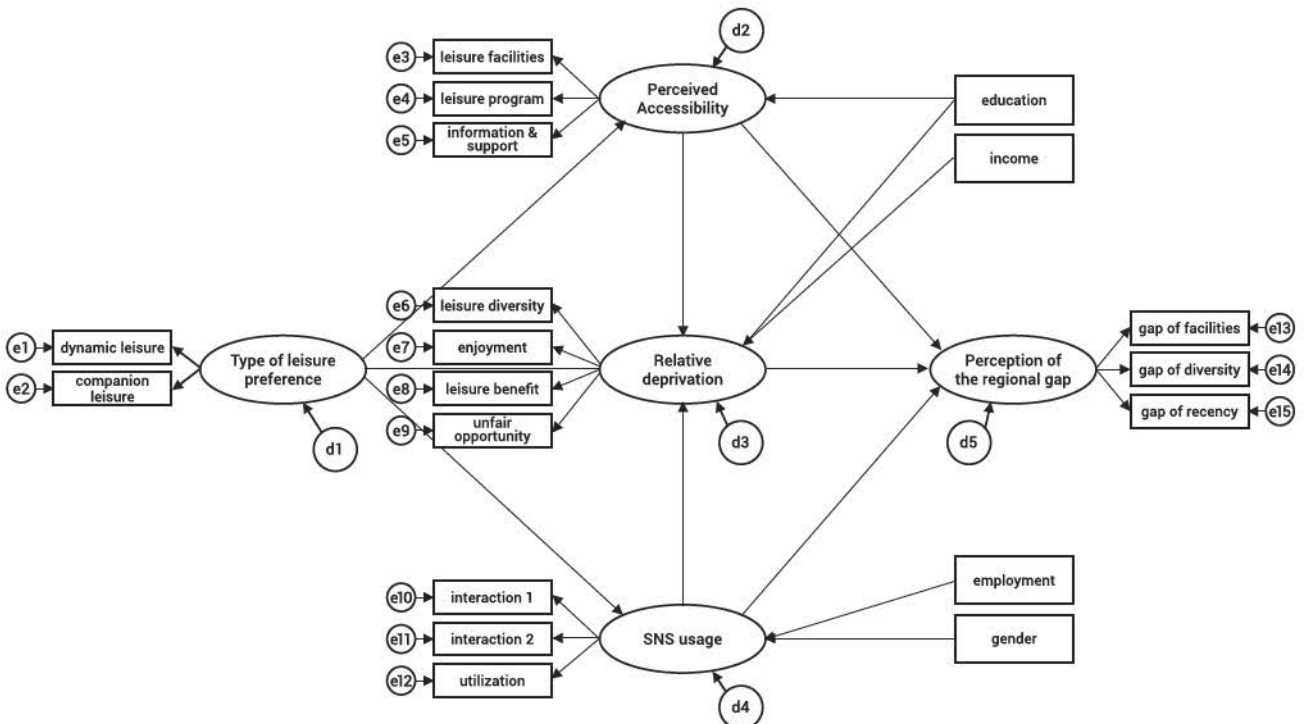 d2
e3
leisure facilities
e4
leisure program
e5
information &
support
Perceived
Accessibility
education
income
e6
leisure diversity
e7
enjoyment
e8
leisure benefit
e9
unfair
opportunity
e1
dynamic leisure
e2
companion
leisure
Type of leisure
preference
d1
Relative
deprivation
d3
Perception of
the regional gap
d5
gap of facilities
e13
gap of diversity
e14
gap of recency
e15
e10
interaction 1
e11
interaction 2
e12
utilization
SNS usage
d4
employment
gender